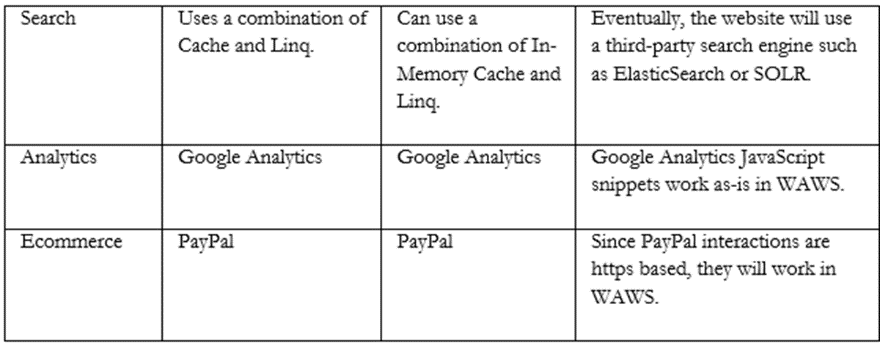 Search
Uses a combination of
Cache and Linq.
Can use a
combination of In-
Memory Cache and
Linq.
Eventually, the website will use
a third-party search engine such
as ElasticSearch or SOLR.
Analytics
Google Analytics
Google Analytics
Google Analytics JavaScript
snippets work as-is in WAWS.
Ecommerce
PayPal
PayPal
Since PayPal interactions are
https based, they will work in
WAWS.